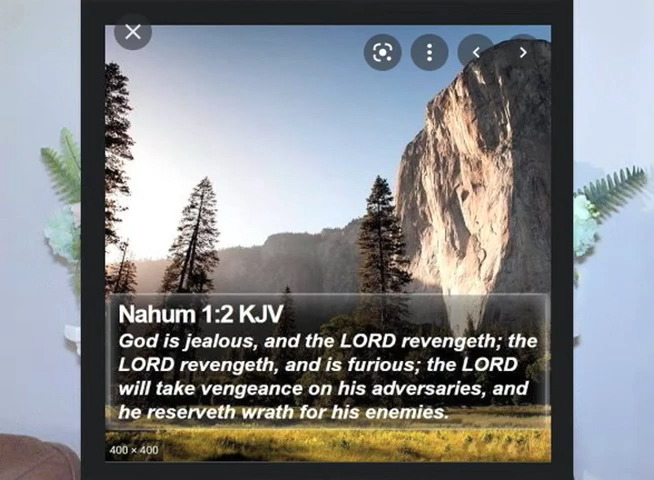 Nahum 1:2 KJV
God is jealous, and the LORD revengeth; the
LORD revengeth, and is furious; the LORD
will take vengeance on his adversaries, and
he reserveth wrath for his enemies.
400 × 400